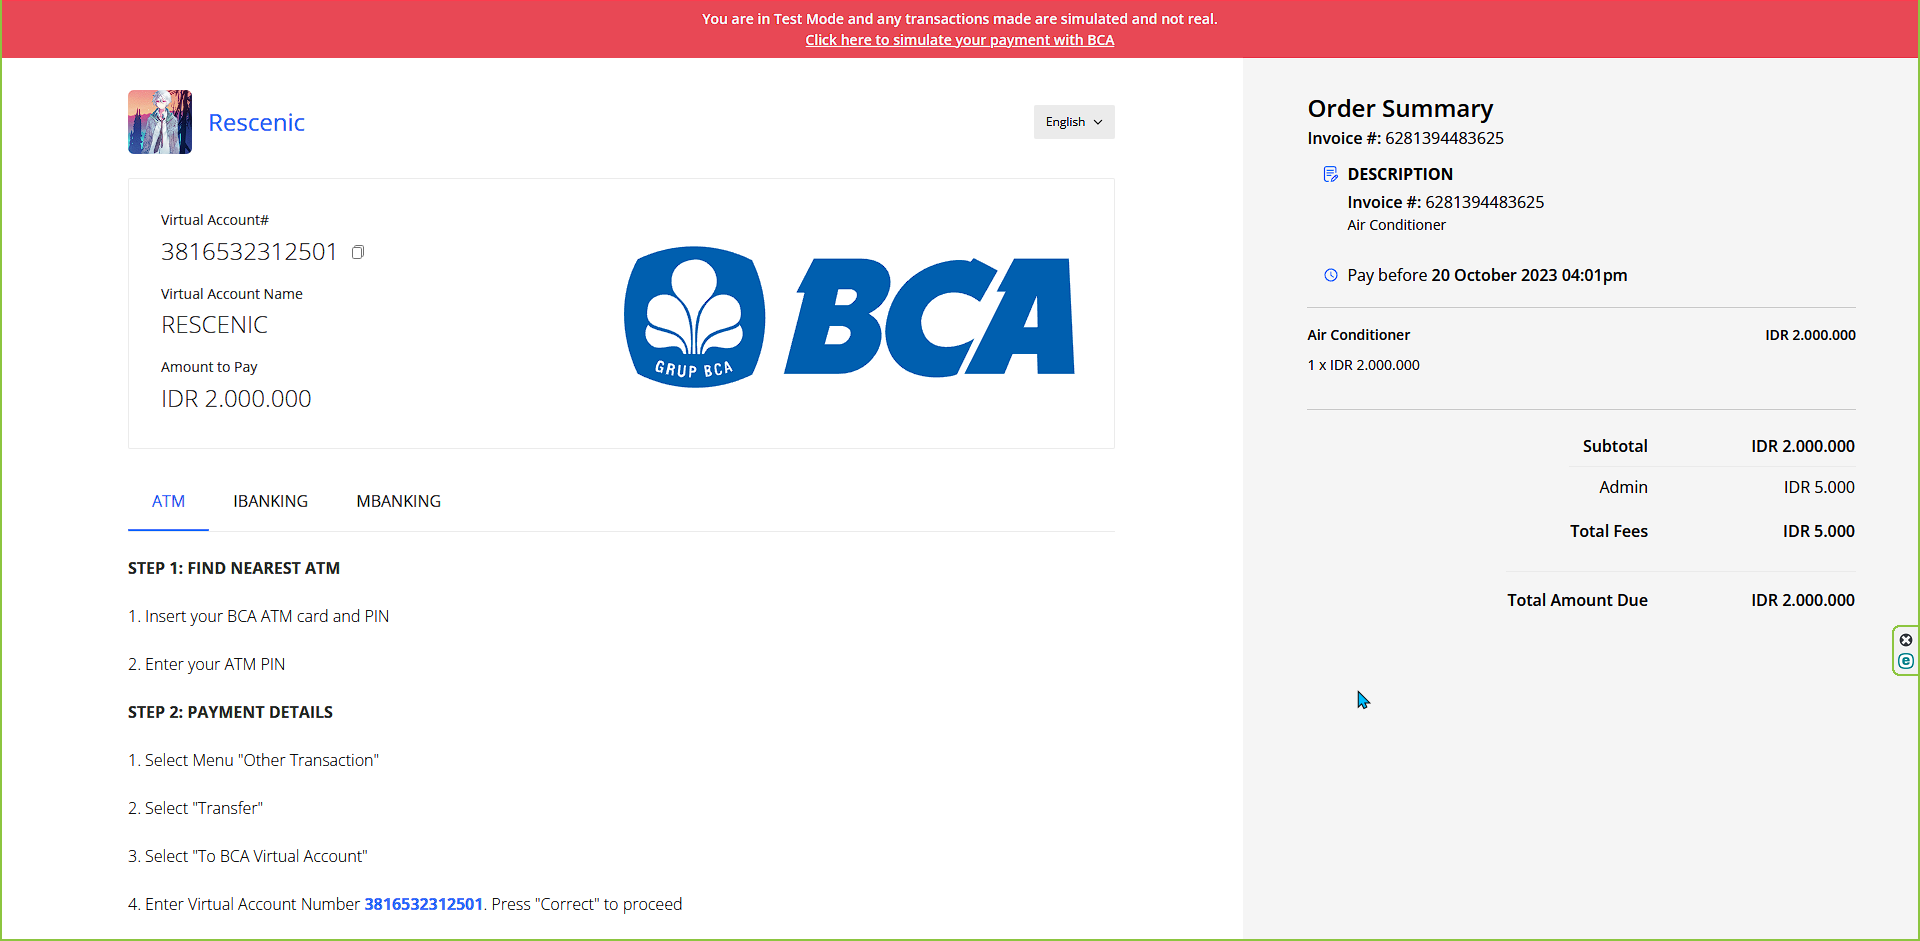 You are in Test Mode and any transactions made are simulated and not real.
Click here to simulate your payment with BCA
Rescenic
English
Virtual Account#
3816532312501
Virtual Account Name
RESCENIC
Amount to Pay
IDR 2.000.000
GRUP BCA
BCA
ATM
IBANKING
MBANKING
STEP 1: FIND NEAREST ATM
1. Insert your BCA ATM card and PIN
2. Enter your ATM PIN
STEP 2: PAYMENT DETAILS
1. Select Menu "Other Transaction"
2. Select "Transfer"
3. Select "To BCA Virtual Account"
4. Enter Virtual Account Number 3816532312501. Press "Correct" to proceed
Order Summary
Invoice #: 6281394483625
DESCRIPTION
Invoice #: 6281394483625
Air Conditioner
Pay before 20 October 2023 04:01pm
Air Conditioner IDR 2.000.000
1 x IDR 2.000.000
Subtotal IDR 2.000.000
Admin IDR 5.000
Total Fees IDR 5.000
Total Amount Due IDR 2.000.000